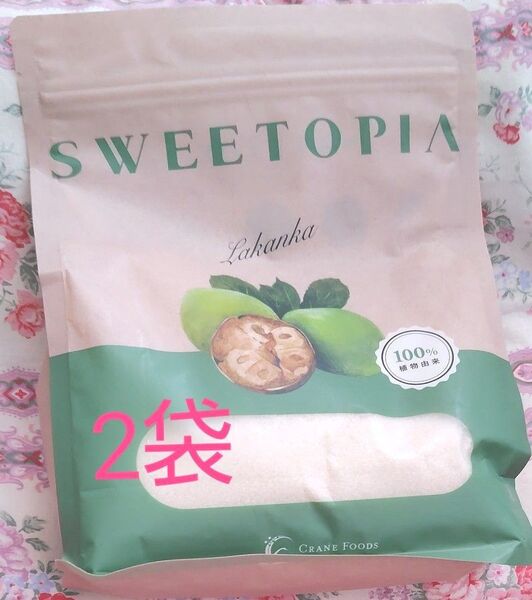 SWEETOPIA
Lakanka
100%
植物由来
2袋
CRANE FOODS